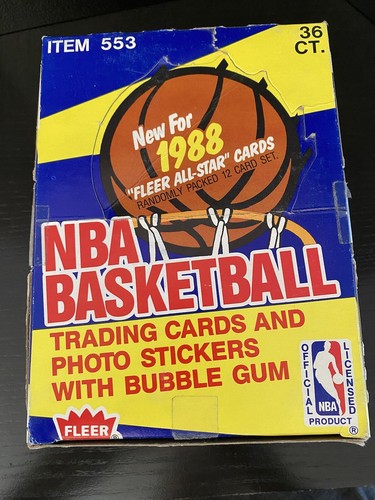 ITEM 553
36
CT.
New For
1988
"FLEER ALL-STAR" CARDS
RANDOMLY PACKED 12 CARD SET.
NBA
BASKETBALL
TRADING CARDS AND
PHOTO STICKERS
WITH BUBBLE GUM
OFFICIAL
LICENSED
NBA
PRODUCT ®
FLEER ®